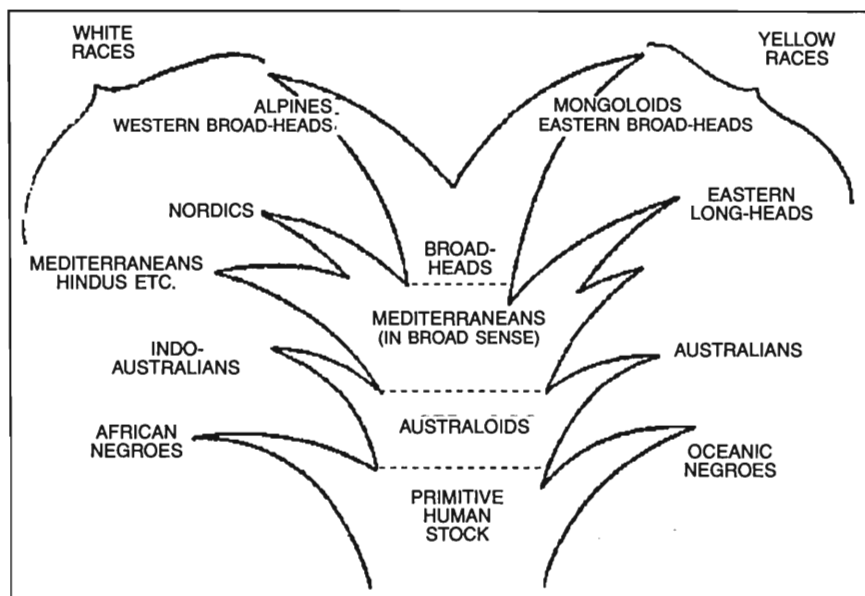 WHITE
RACES
YELLOW
RACES
ALPINES
WESTERN BROAD-HEADS
MONGOLOIDS
EASTERN BROAD-HEADS
NORDICS
EASTERN
LONG-HEADS
BROAD-
HEADS
MEDITERRANEANS
HINDUS ETC.
MEDITERRANEANS
(IN BROAD SENSE)
INDO-
AUSTRALIANS
AUSTRALIANS
AFRICAN
NEGROES
AUSTRALOIDS
OCEANIC
NEGROES
PRIMITIVE
HUMAN
STOCK